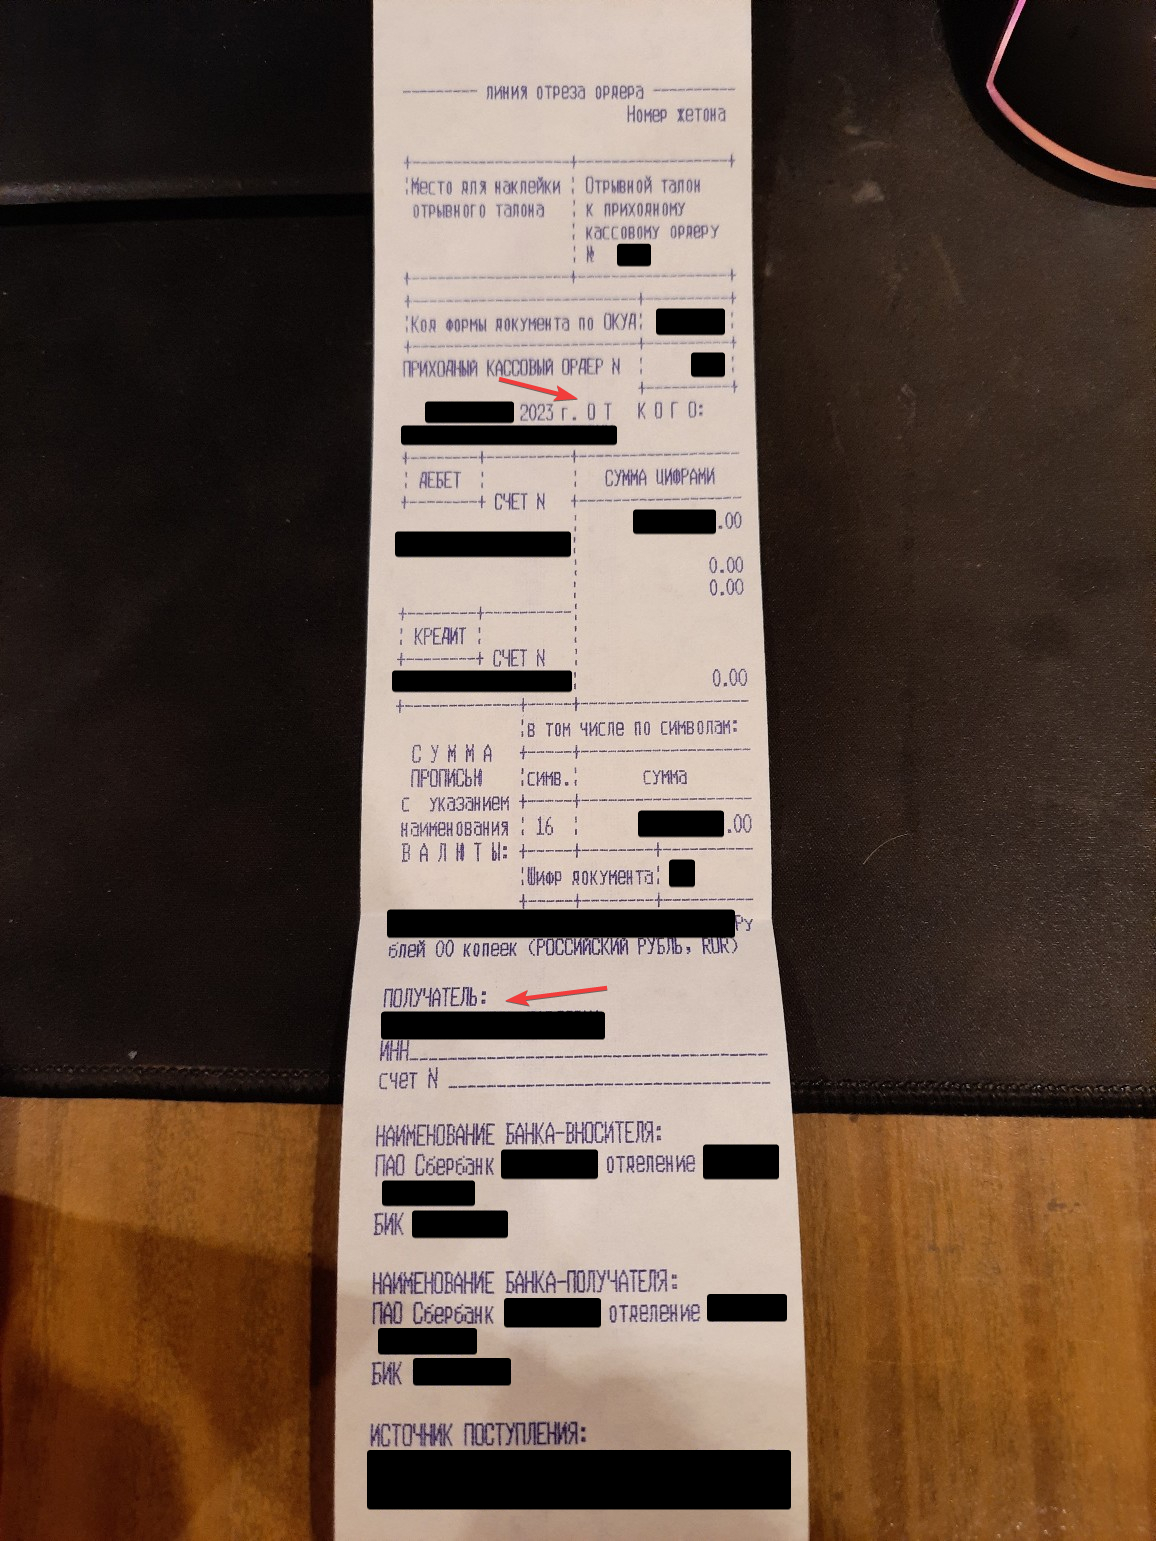 линия отреза ордера
Номер жетона
Место для наклейки
отрывного талона
Отрывной талон
к приходному
кассовому ордеру
№
Код формы документа по ОКУД
ПРИХОДНЫЙ КАССОВЫЙ ОРДЕР N
2023 г. О Т К О Г О:
ДЕБЕТ
СЧЕТ N
СУММА ЦИФРАМИ
.00
0.00
0.00
КРЕДИТ
СЧЕТ N
0.00
в том числе по символам:
С У М М А
ПРОПИСЬЮ
с указанием
наименования
В А Л Ю Т Ы:
симв.
сумма
16
.00
Шифр документа
Ру
блей 00 копеек (РОССИЙСКИЙ РУБЛЬ, RUR)
ПОЛУЧАТЕЛЬ:
ИНН
счет N
НАИМЕНОВАНИЕ БАНКА-ВНОСИТЕЛЯ:
ПАО Сбербанк отделение
БИК
НАИМЕНОВАНИЕ БАНКА-ПОЛУЧАТЕЛЯ:
ПАО Сбербанк отделение
БИК
ИСТОЧНИК ПОСТУПЛЕНИЯ: